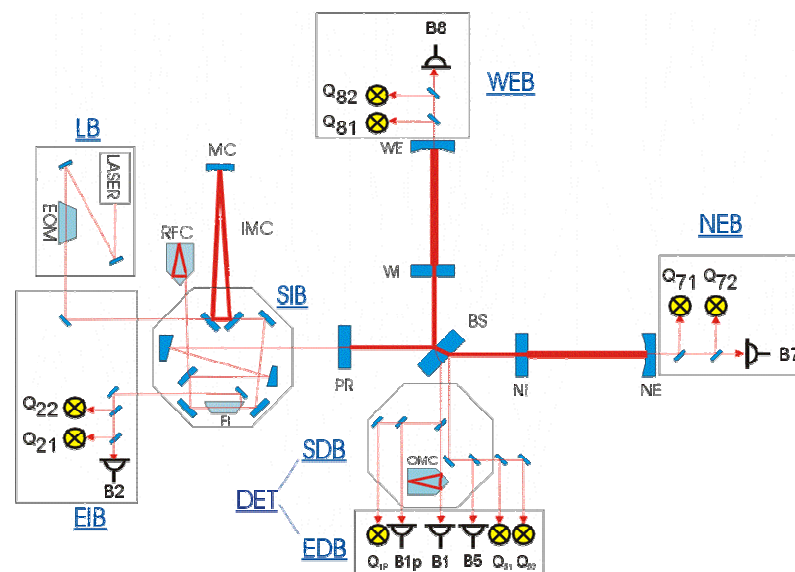 B8
WEB
Q82
Q81
LB
MC
WE
LASER
EOM
RFC
IMC
NEB
WI
Q71
Q72
SIB
BS
B7
PR
NI
NE
Q22
FI
Q21
SDB
OMC
B2
DET
EIB
EDB
Q1P
B1p
B1
B5
Q51
Q52